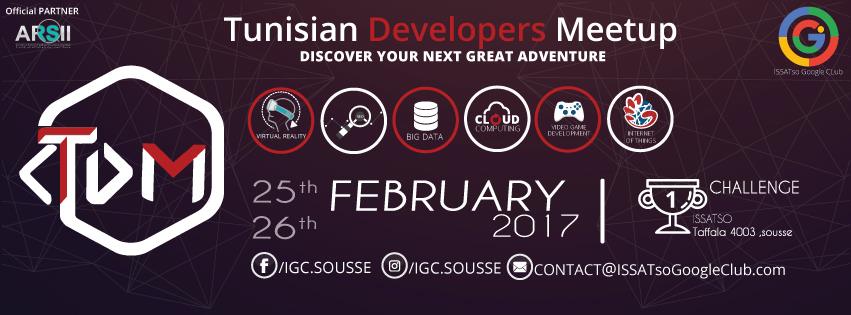 Official PARTNER
ARSII
Tunisian Developers Meetup
DISCOVER YOUR NEXT GREAT ADVENTURE
ISSATso Google CLub
TDM
VIRTUAL REALITY
SEO
BIG DATA
CLOUD
COMPUTING
VIDEO GAME
DEVELOPMENT
INTERNET
OF THINGS
25th
26th
FEBRUARY
2017
1
CHALLENGE
ISSATSO
Taffala 4003 ,sousse
/IGC.SOUSSE
/IGC.SOUSSE
CONTACT@ISSATsoGoogleClub.com